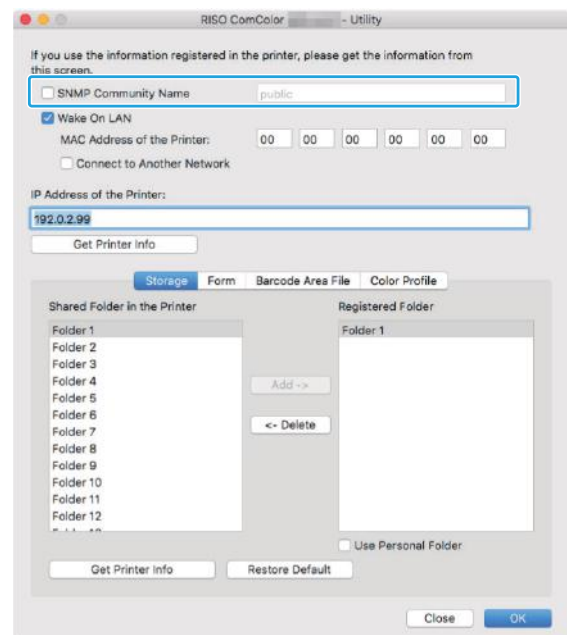 RISO ComColor - Utility
If you use the information registered in the printer, please get the information from
this screen.
SNMP Community Name public
Wake On LAN
MAC Address of the Printer: 00 00 00 00 00 00
Connect to Another Network
IP Address of the Printer:
192.0.2.99
Get Printer Info
Storage Form Barcode Area File Color Profile
Shared Folder in the Printer Registered Folder
Folder 1 Folder 1
Folder 2
Folder 3
Folder 4
Add ->
Folder 5
Folder 6
<- Delete
Folder 7
Folder 8
Folder 9
Folder 10
Folder 11
Folder 12
Use Personal Folder
Get Printer Info Restore Default
Close OK